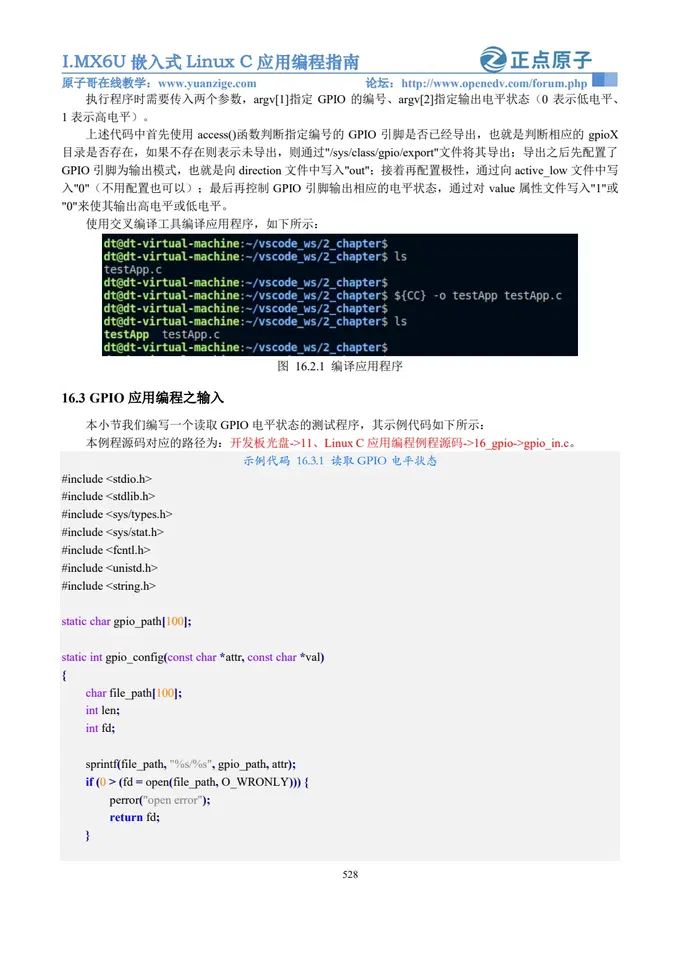 I.MX6U 嵌入式 Linux C 应用编程指南
正点原子
原子哥在线教学：www.yuanzige.com 论坛：http://www.openedv.com/forum.php
执行程序时需要传入两个参数，argv[1]指定 GPIO 的编号、argv[2]指定输出电平状态（0 表示低电平、
1 表示高电平）。
上述代码中首先使用 access()函数判断指定编号的 GPIO 引脚是否已经导出，也就是判断相应的 gpioX
目录是否存在，如果不存在则表示未导出，则通过"/sys/class/gpio/export"文件将其导出；导出之后先配置了
GPIO 引脚为输出模式，也就是向 direction 文件中写入"out"；接着再配置极性，通过向 active_low 文件中写
入"0"（不用配置也可以）；最后再控制 GPIO 引脚输出相应的电平状态，通过对 value 属性文件写入"1"或
"0"来使其输出高电平或低电平。
使用交叉编译工具编译应用程序，如下所示：
dt@dt-virtual-machine:~/vscode_ws/2_chapter$
dt@dt-virtual-machine:~/vscode_ws/2_chapter$ ls
testApp.c
dt@dt-virtual-machine:~/vscode_ws/2_chapter$
dt@dt-virtual-machine:~/vscode_ws/2_chapter$ ${CC} -o testApp testApp.c
dt@dt-virtual-machine:~/vscode_ws/2_chapter$
dt@dt-virtual-machine:~/vscode_ws/2_chapter$ ls
testApp testApp.c
dt@dt-virtual-machine:~/vscode_ws/2_chapter$
图 16.2.1 编译应用程序
16.3 GPIO 应用编程之输入
本小节我们编写一个读取 GPIO 电平状态的测试程序，其示例代码如下所示：
本例程源码对应的路径为：开发板光盘->11、Linux C 应用编程例程源码->16_gpio->gpio_in.c。
示例代码 16.3.1 读取 GPIO 电平状态
#include <stdio.h>
#include <stdlib.h>
#include <sys/types.h>
#include <sys/stat.h>
#include <fcntl.h>
#include <unistd.h>
#include <string.h>
static char gpio_path[100];
static int gpio_config(const char *attr, const char *val)
{
char file_path[100];
int len;
int fd;
sprintf(file_path, "%s/%s", gpio_path, attr);
if (0 > (fd = open(file_path, O_WRONLY))) {
perror("open error");
return fd;
}
528